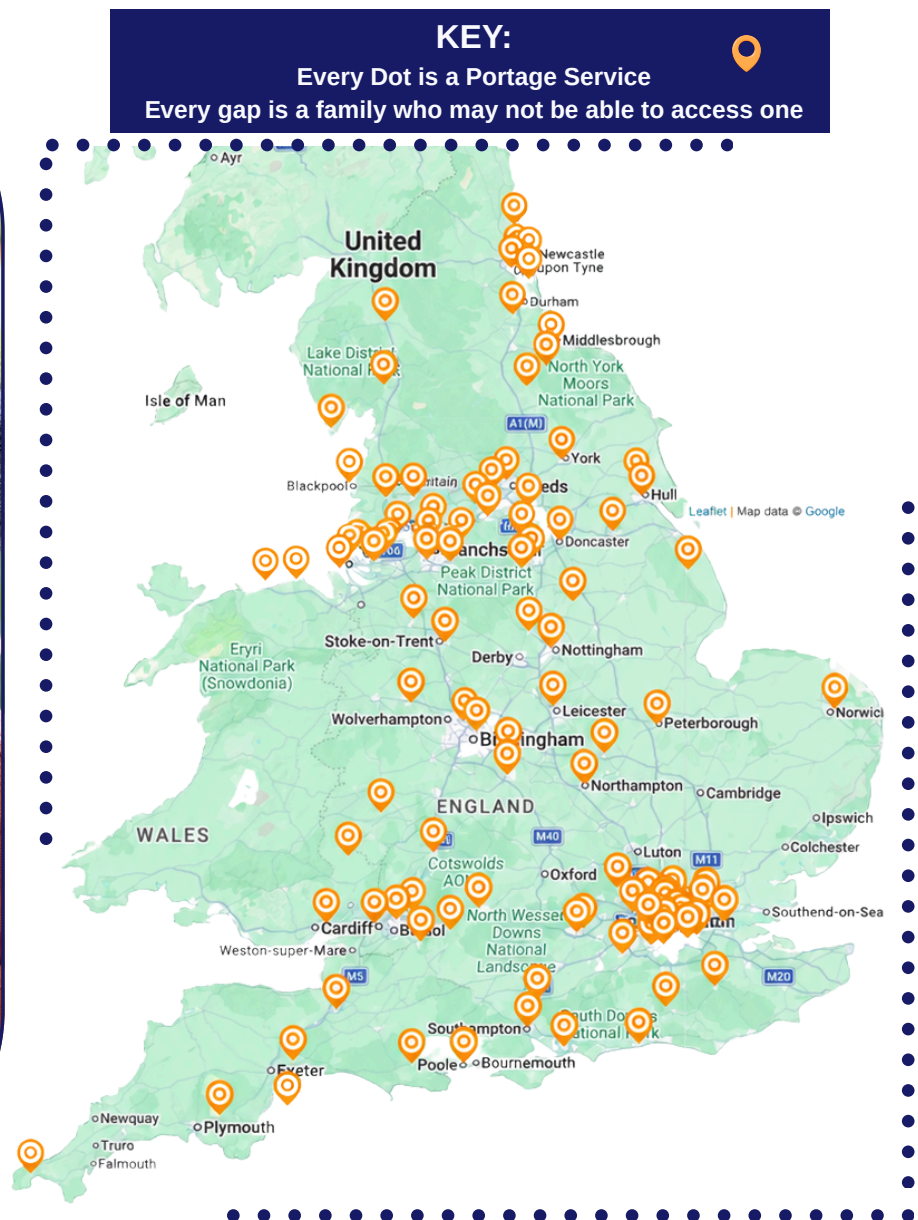 KEY:
Every Dot is a Portage Service
Every gap is a family who may not be able to access one
Ayr
United
Kingdom
Newcastle
upon Tyne
Durham
Middlesbrough
Lake District
National
North York
Moors
National Park
Isle of Man
A1(M)
York
Blackpool
Hull
Leaflet | Map data © Google
Doncaster
Peak District
National Park
Stoke-on-Trent
Eryri
National Park
(Snowdonia)
Nottingham
Derby
Leicester
Norwich
Wolverhampton
Peterborough
Northampton
Cambridge
ENGLAND
WALES
Ipswich
M40
Colchester
Luton
M11
Cotswolds
Oxford
North Wessex
Downs
National
Landscape
Southend-on-Sea
Cardiff
Weston-super-Mare
M5
M20
South Downs
National Park
Southampton
Poole
Bournemouth
Exeter
Newquay
Plymouth
Truro
Falmouth